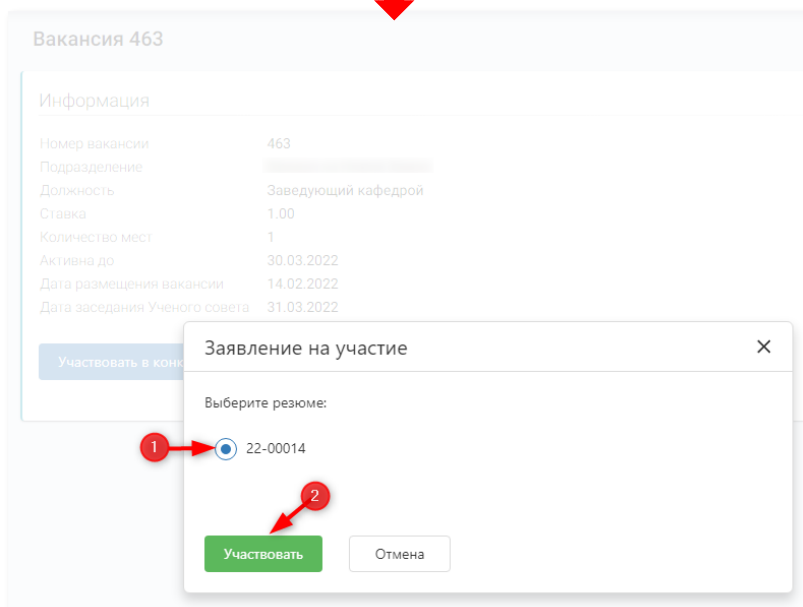 Вакансия 463
Информация
Номер вакансии 463
Подразделение
Должность Заведующий кафедрой
Ставка 1.00
Количество мест 1
Активна до 30.03.2022
Дата размещения вакансии 14.02.2022
Дата заседания Ученого совета 31.03.2022
Участвовать в конк
Заявление на участие
Выберите резюме:
1 22-00014
2
Участвовать Отмена